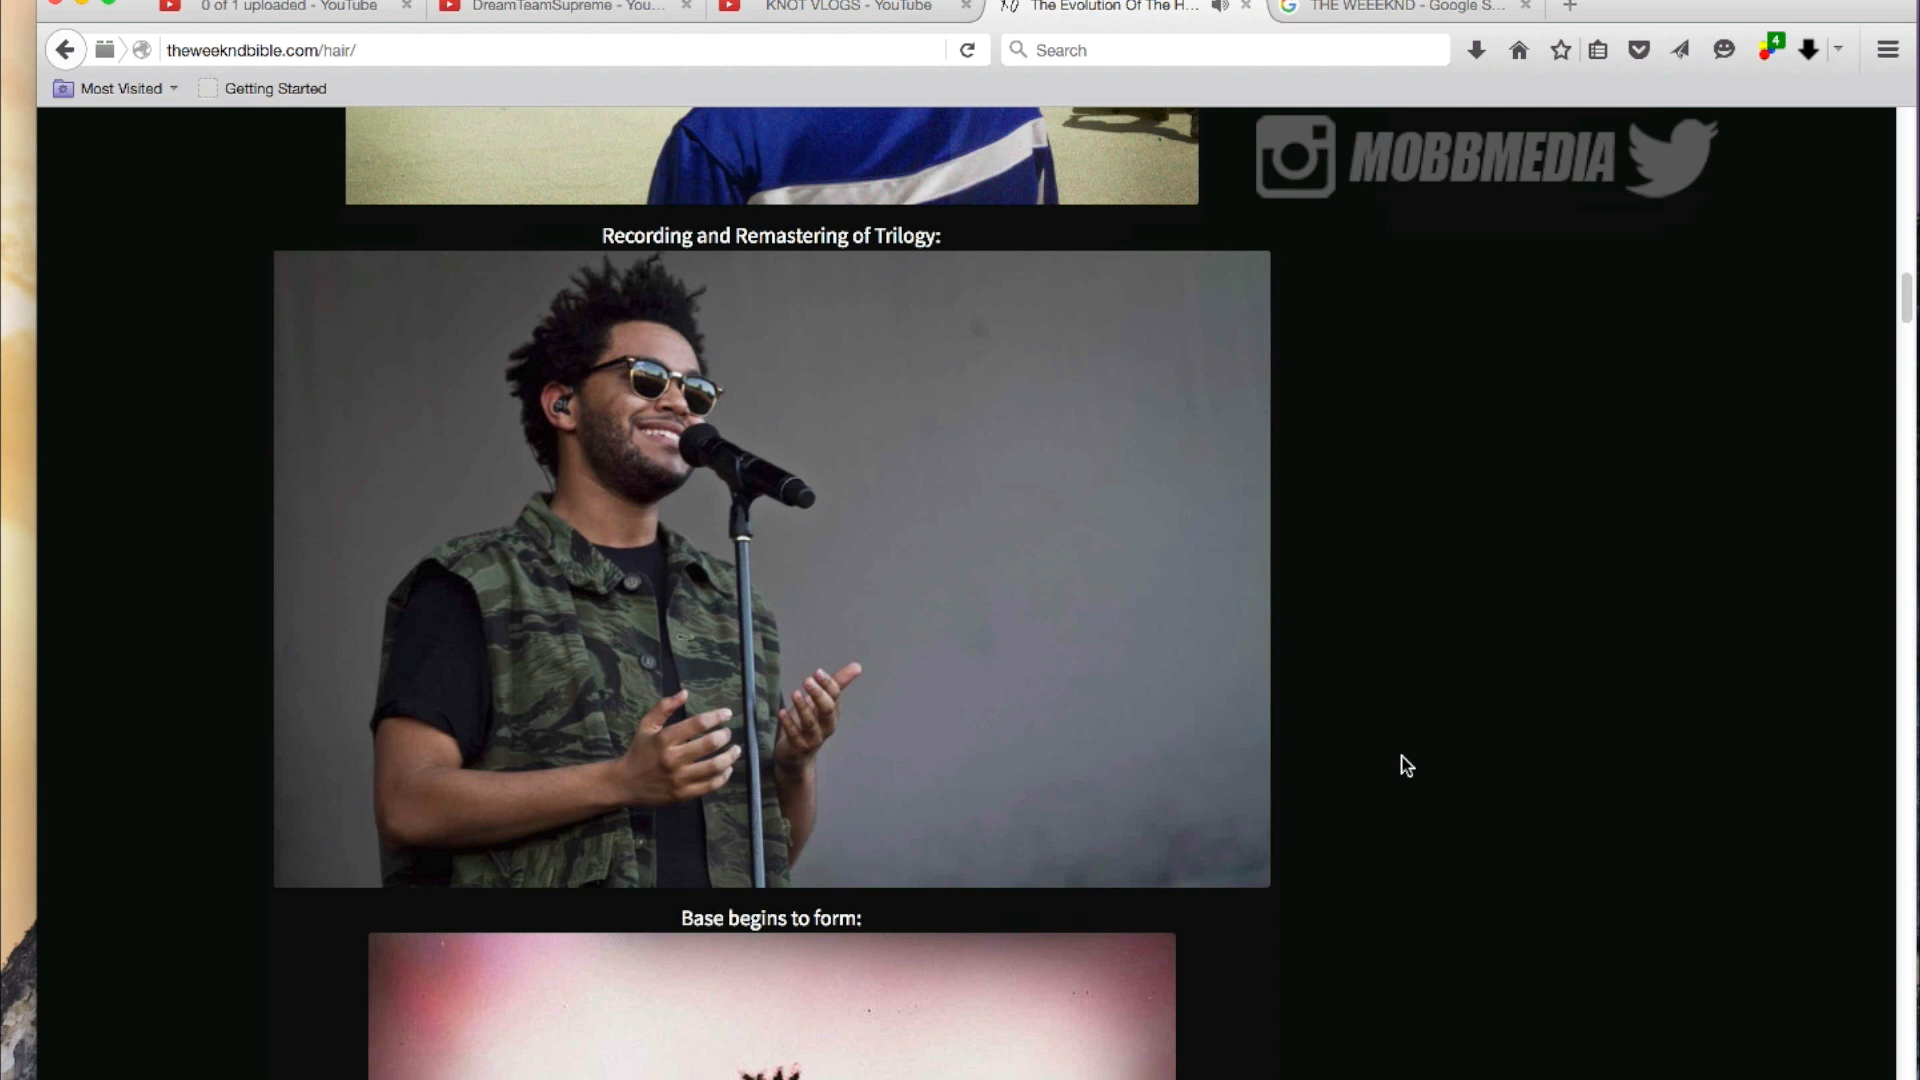 0 of 1 uploaded - YouTube
DreamTeamSupreme - You...
KNOT VLOGS - YouTube
The Evolution Of The H...
THE WEEEKND - Google S...
theweekndbible.com/hair/
Search
4
Most Visited
Getting Started
MOBBMEDIA
Recording and Remastering of Trilogy:
Base begins to form: